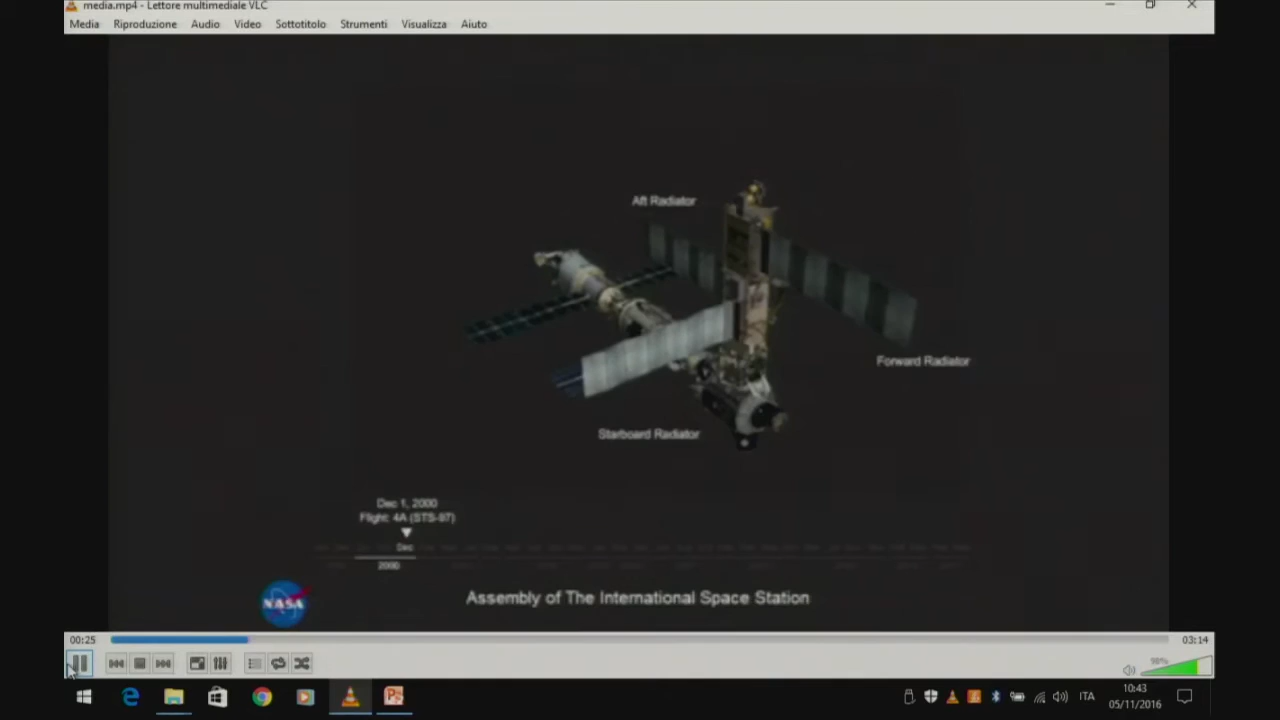 media.mp4 - Lettore multimediale VLC
Media Riproduzione Audio Video Sottotitolo Strumenti Visualizza Aiuto
Aft Radiator
Forward Radiator
Starboard Radiator
Dec 1, 2000
Flight: 4A (STS-97)
Dec
2000
NASA
Assembly of The International Space Station
00:25
03:14
98%
ITA
10:43
05/11/2016